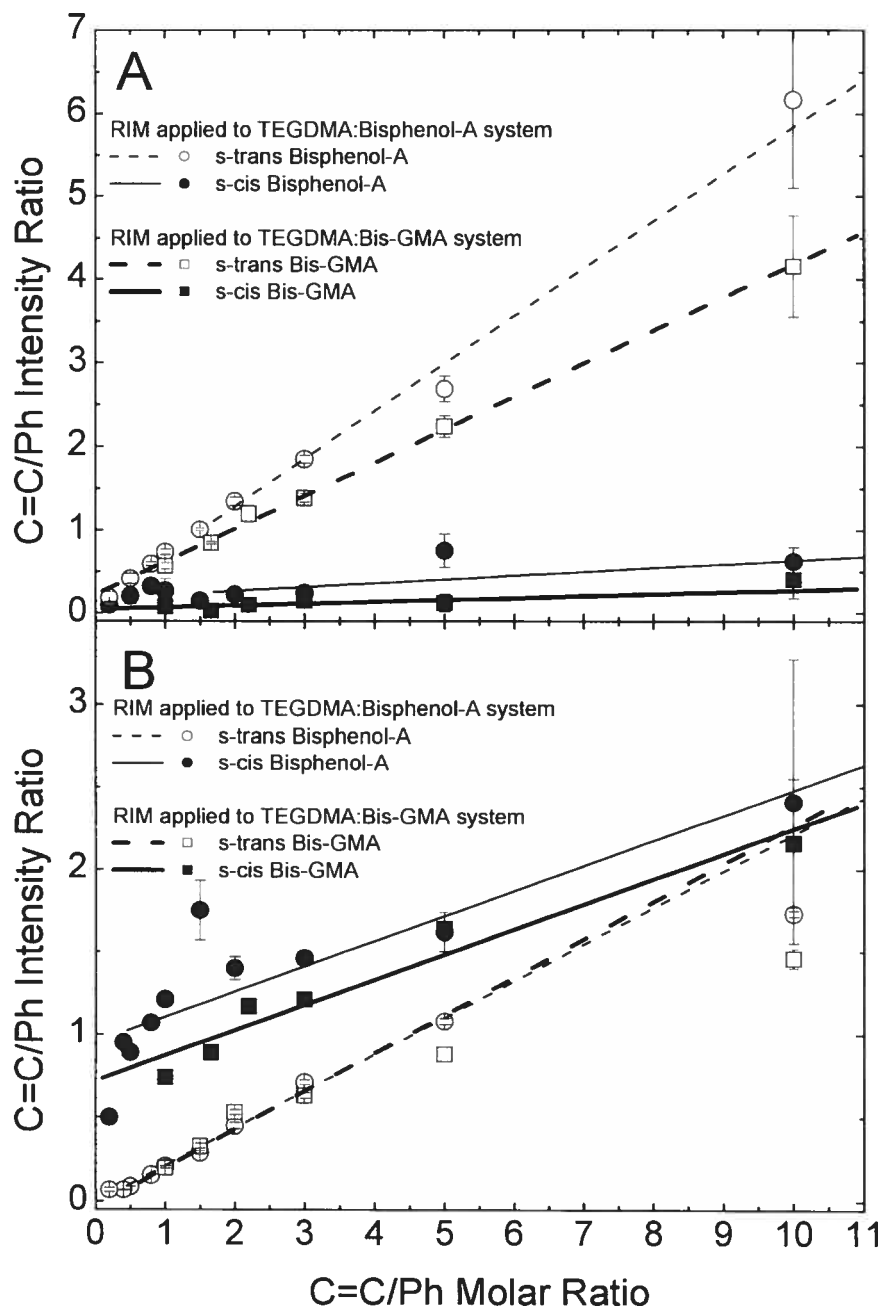 7
A
6
RIM applied to TEGDMA:Bisphenol-A system
s-trans Bisphenol-A
s-cis Bisphenol-A
5
RIM applied to TEGDMA:Bis-GMA system
s-trans Bis-GMA
s-cis Bis-GMA
4
3
2
1
0
C=C/Ph Intensity Ratio
B
3
RIM applied to TEGDMA:Bisphenol-A system
s-trans Bisphenol-A
s-cis Bisphenol-A
RIM applied to TEGDMA:Bis-GMA system
s-trans Bis-GMA
s-cis Bis-GMA
2
1
0
C=C/Ph Intensity Ratio
0 1 2 3 4 5 6 7 8 9 10 11
C=C/Ph Molar Ratio